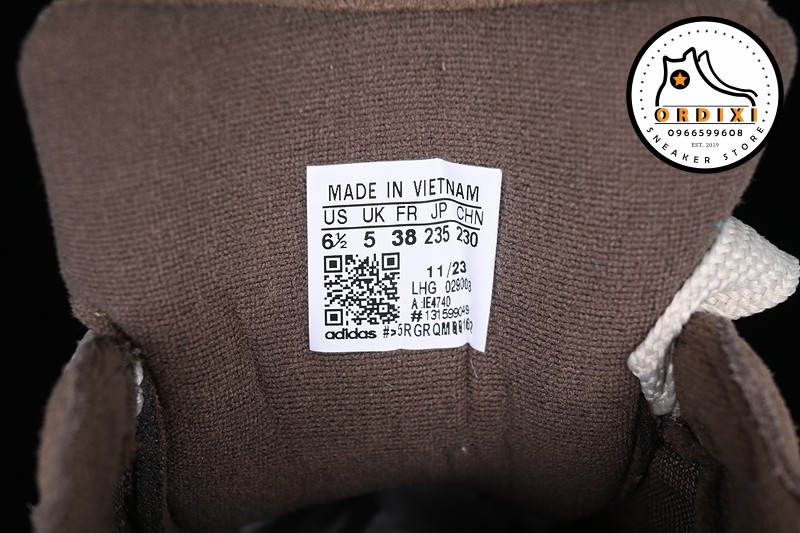 ORDIXI
0966599608
EST. 2019
SNEAKER STORE
MADE IN VIETNAM
US UK FR JP CHN
6½ 5 38 235 230
11/23
LHG 029003
A:IE4740
#131599049
adidas